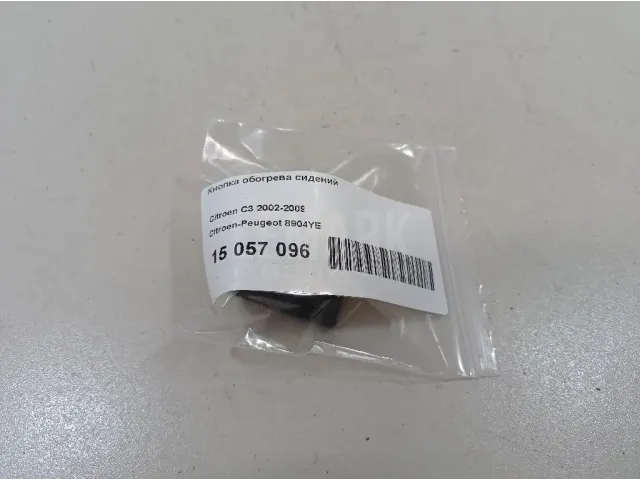 Кнопка обогрева сидений
Citroen C3 2002-2009
Citroen-Peugeot 8904YE
15 057 096